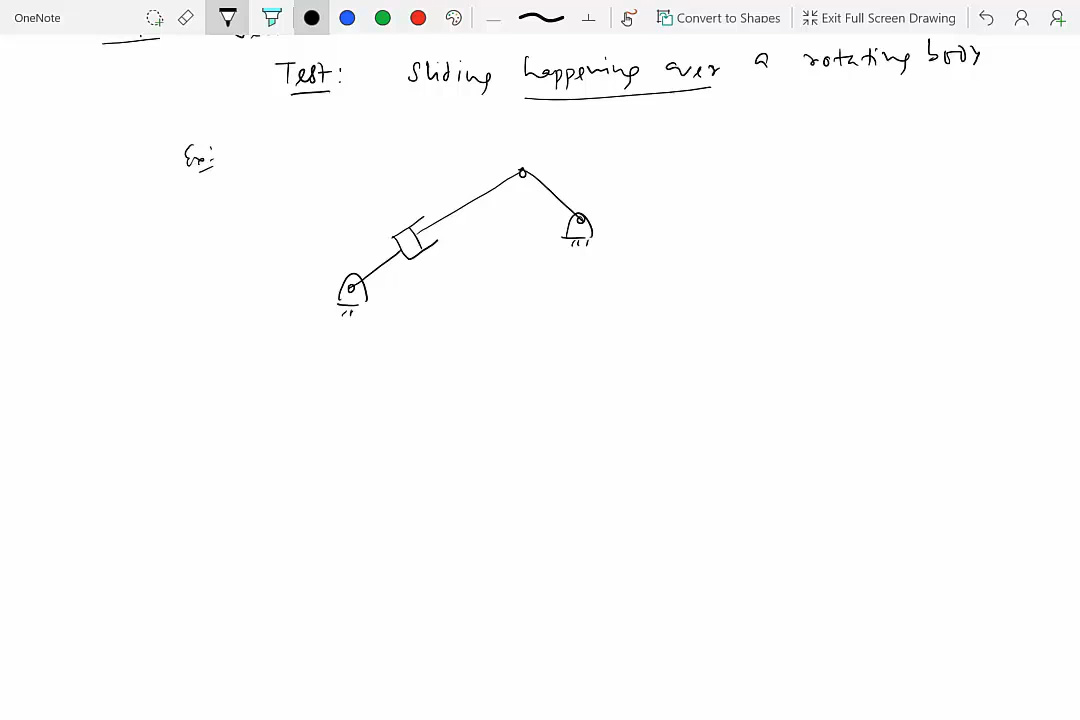 OneNote
Convert to Shapes
Exit Full Screen Drawing
Test: Sliding happening over a rotating body
Ex: